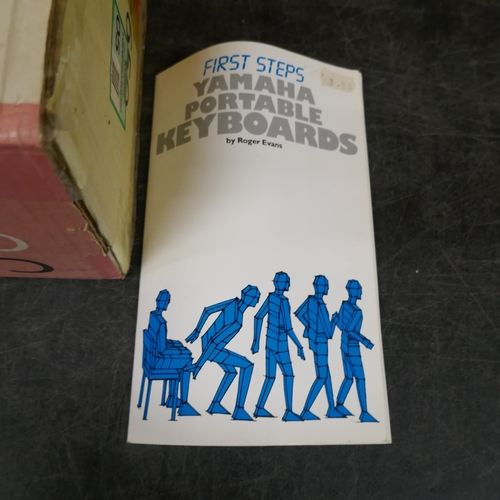 FIRST STEPS
YAMAHA
PORTABLE
KEYBOARDS
by Roger Evans